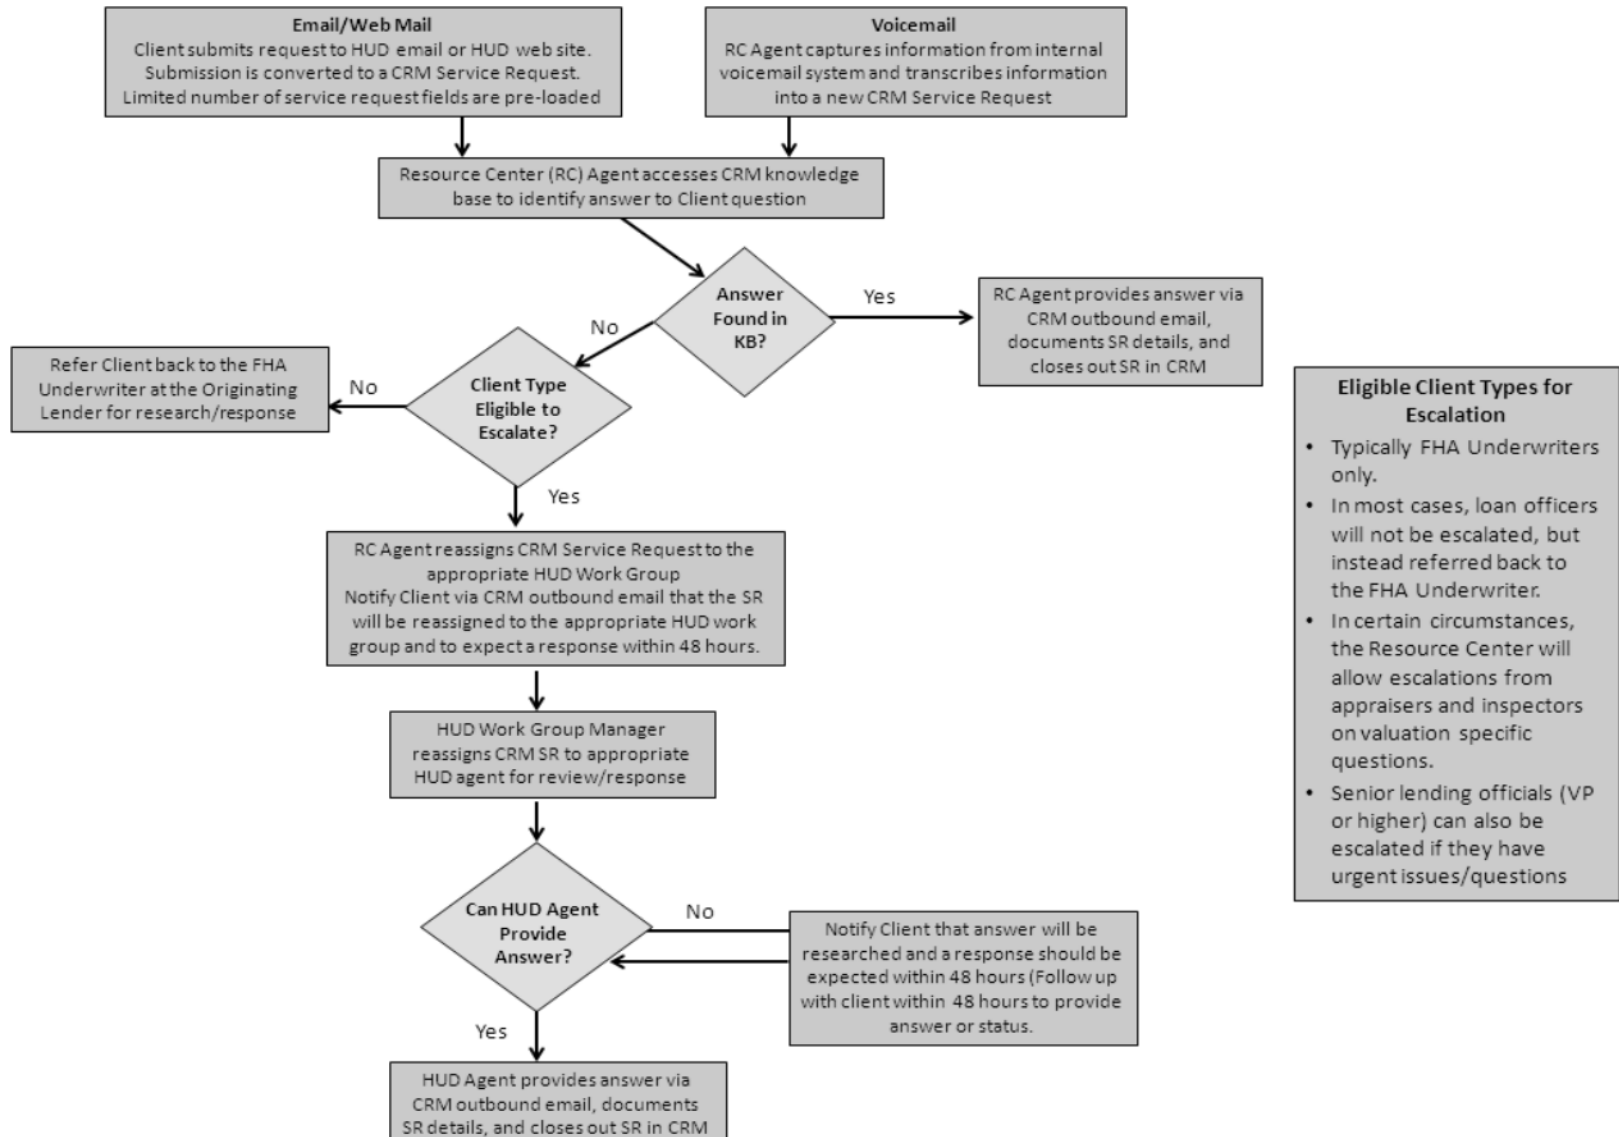 Email/Web Mail
Client submits request to HUD email or HUD web site.
Submission is converted to a CRM Service Request.
Limited number of service request fields are pre-loaded
Voicemail
RC Agent captures information from internal
voicemail system and transcribes information
into a new CRM Service Request
Resource Center (RC) Agent accesses CRM knowledge
base to identify answer to Client question
Answer
Found in
KB?
Yes
RC Agent provides answer via
CRM outbound email,
documents SR details, and
closes out SR in CRM
No
Client Type
Eligible to
Escalate?
No
Refer Client back to the FHA
Underwriter at the Originating
Lender for research/response
Yes
RC Agent reassigns CRM Service Request to the
appropriate HUD Work Group
Notify Client via CRM outbound email that the SR
will be reassigned to the appropriate HUD work
group and to expect a response within 48 hours.
HUD Work Group Manager
reassigns CRM SR to appropriate
HUD agent for review/response
Can HUD Agent
Provide
Answer?
No
Notify Client that answer will be
researched and a response should be
expected within 48 hours (Follow up
with client within 48 hours to provide
answer or status.
Yes
HUD Agent provides answer via
CRM outbound email, documents
SR details, and closes out SR in CRM
Eligible Client Types for
Escalation
• Typically FHA Underwriters
only.
• In most cases, loan officers
will not be escalated, but
instead referred back to
the FHA Underwriter.
• In certain circumstances,
the Resource Center will
allow escalations from
appraisers and inspectors
on valuation specific
questions.
• Senior lending officials (VP
or higher) can also be
escalated if they have
urgent issues/questions